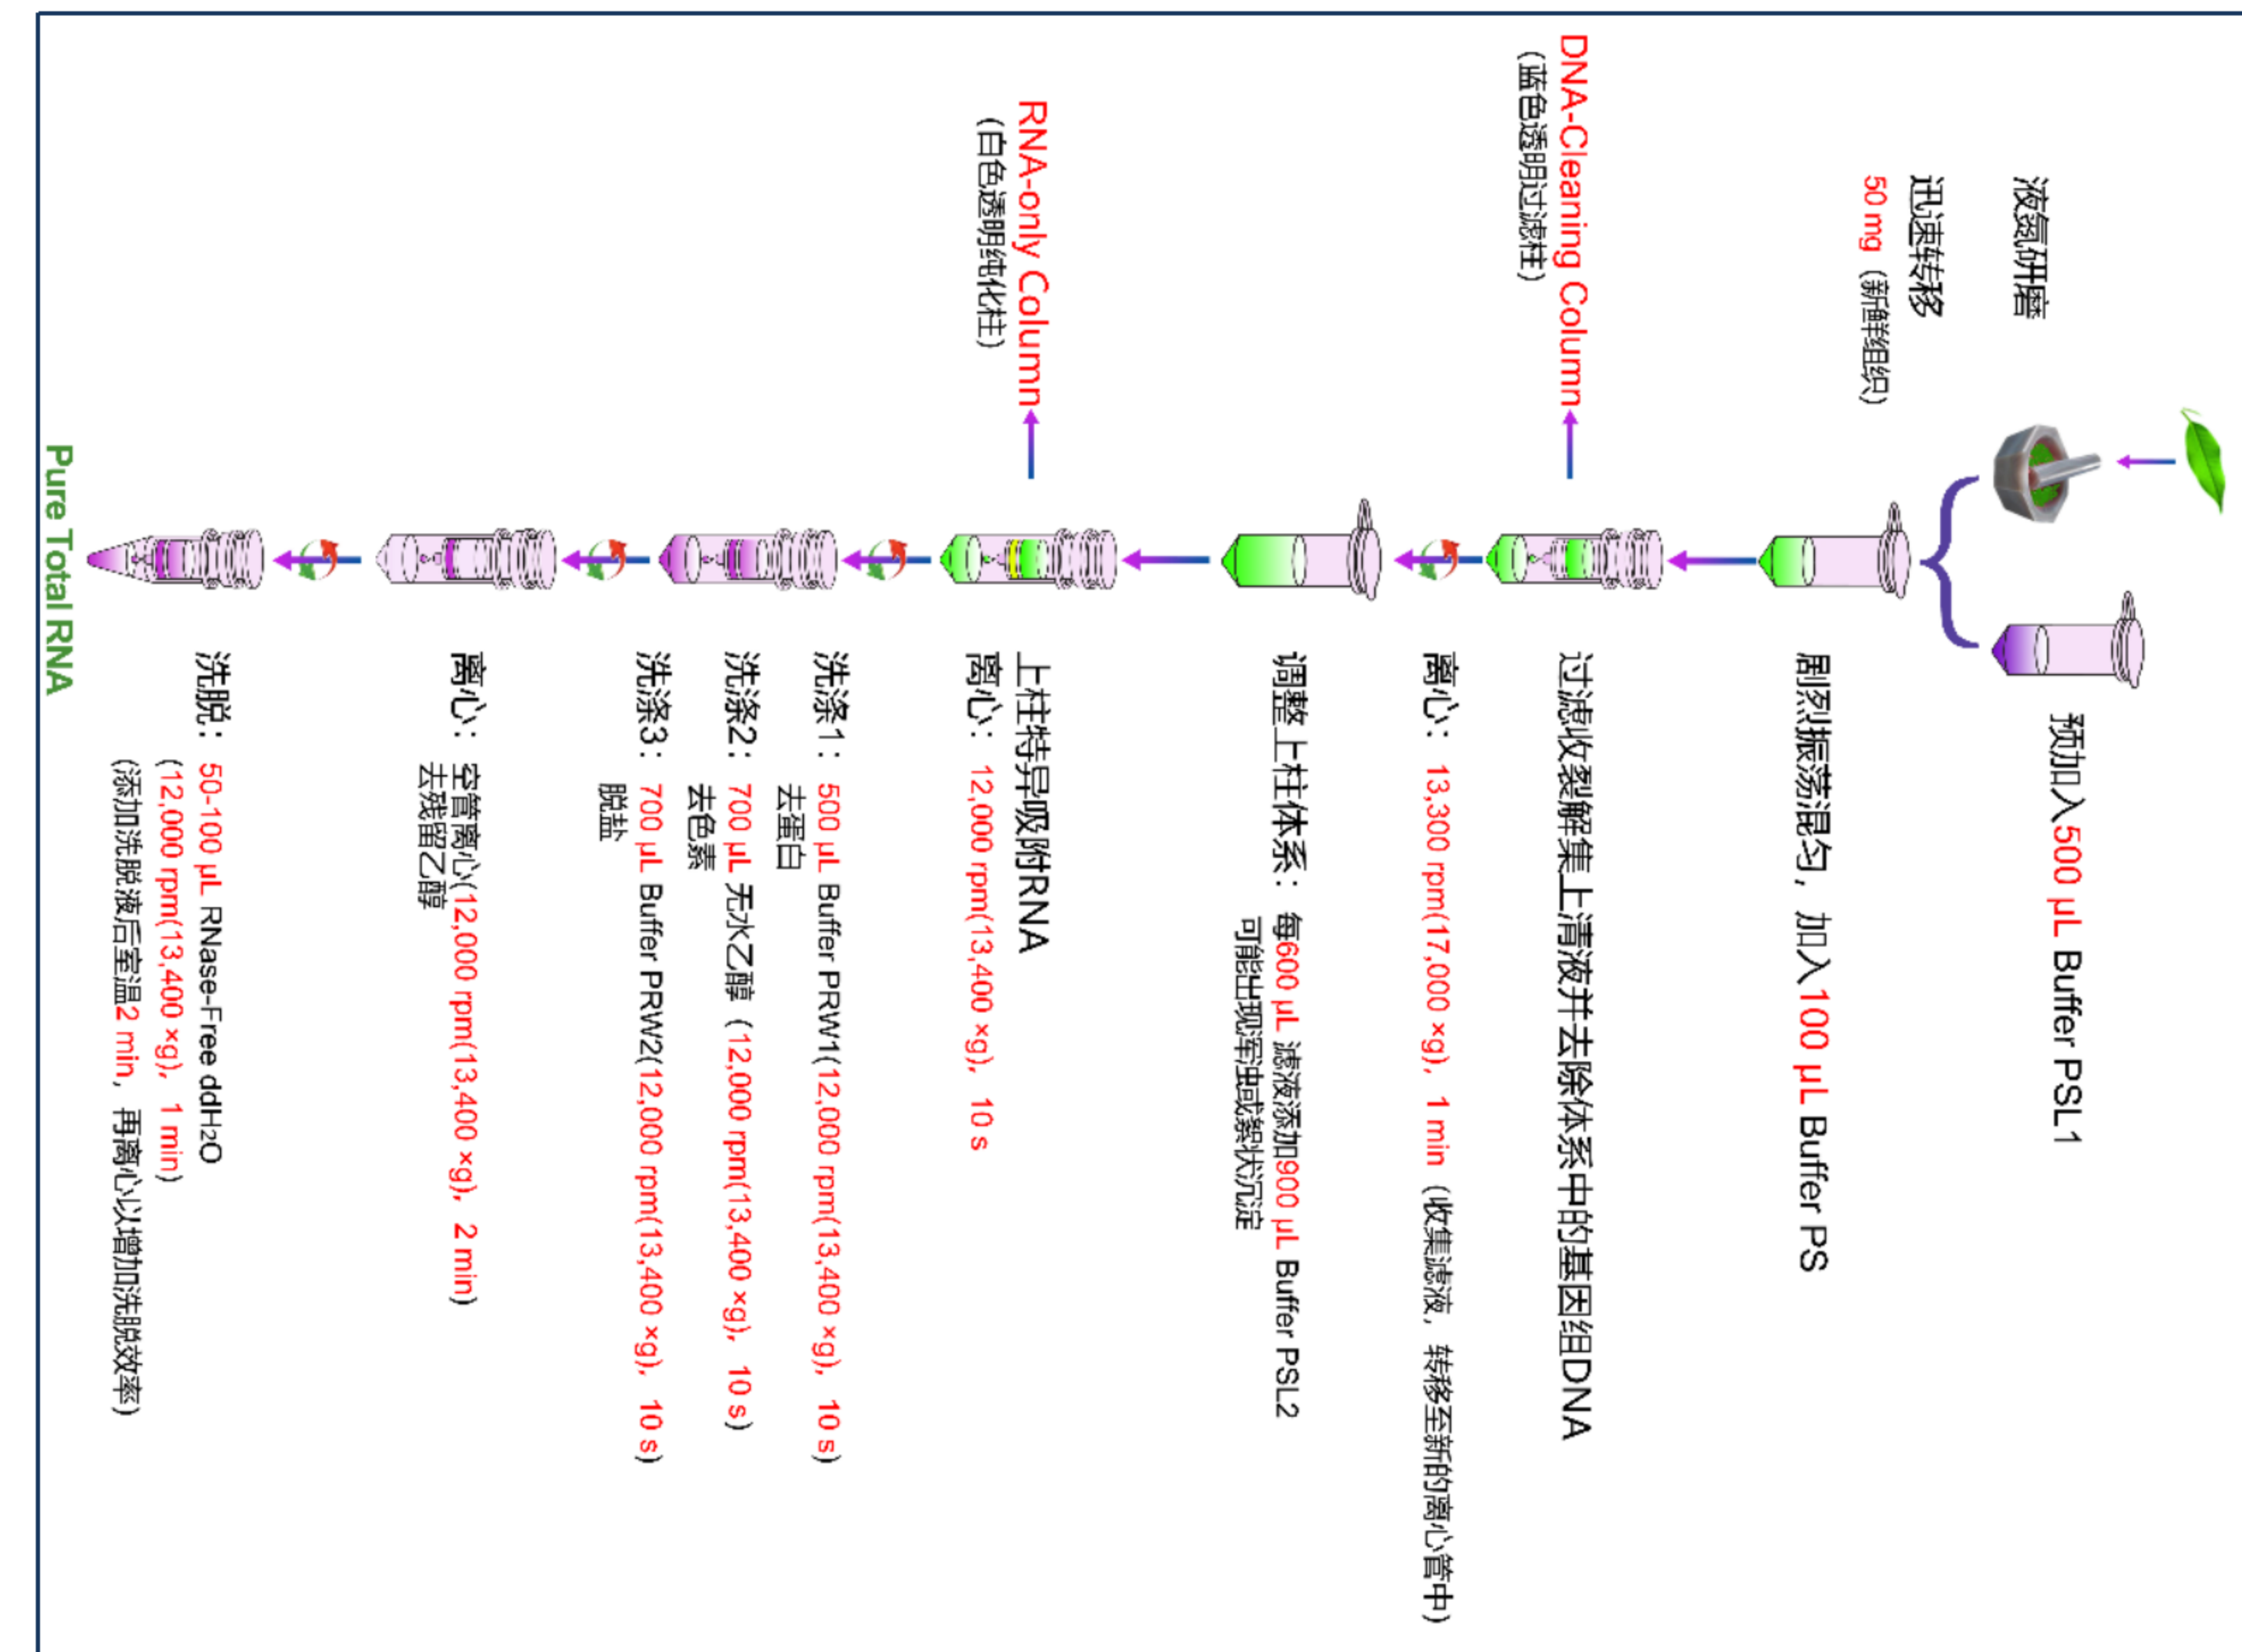 液氮研磨
迅速转移
50 mg（新鲜组织）
预加入500 μL Buffer PSL1
剧烈振荡混匀，加入100 μL Buffer PS
DNA-Cleaning Column
（蓝色透明过滤柱）
过滤收裂解集上清液并去除体系中的基因组DNA
离心：13,300 rpm(17,000 ×g)，1 min（收集滤液，转移至新的离心管中）
调整上柱体系：每600 μL 滤液添加900 μL Buffer PSL2
可能出现浑浊或絮状沉淀
RNA-only Column
（白色透明纯化柱）
上柱特异吸附RNA
离心：12,000 rpm(13,400 ×g)，10 s
洗涤1：500 μL Buffer PRW1(12,000 rpm(13,400 ×g)，10 s)
去蛋白
洗涤2：700 μL 无水乙醇（12,000 rpm(13,400 ×g)，10 s)
去色素
洗涤3：700 μL Buffer PRW2(12,000 rpm(13,400 ×g)，10 s)
脱盐
离心：空管离心(12,000 rpm(13,400 ×g)，2 min)
去残留乙醇
洗脱：50-100 μL RNase-Free ddH2O
(12,000 rpm(13,400 ×g)，1 min)
(添加洗脱液后室温2 min，再离心以增加洗脱效率)
Pure Total RNA